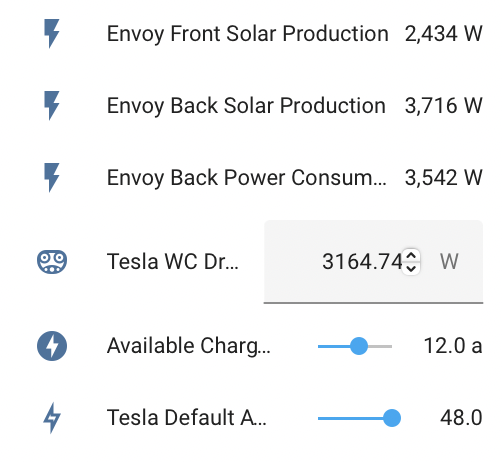 Envoy Front Solar Production 2,434 W
Envoy Back Solar Production 3,716 W
Envoy Back Power Consum... 3,542 W
Tesla WC Dr... 3164.74 W
Available Charg... 12.0 a
Tesla Default A... 48.0